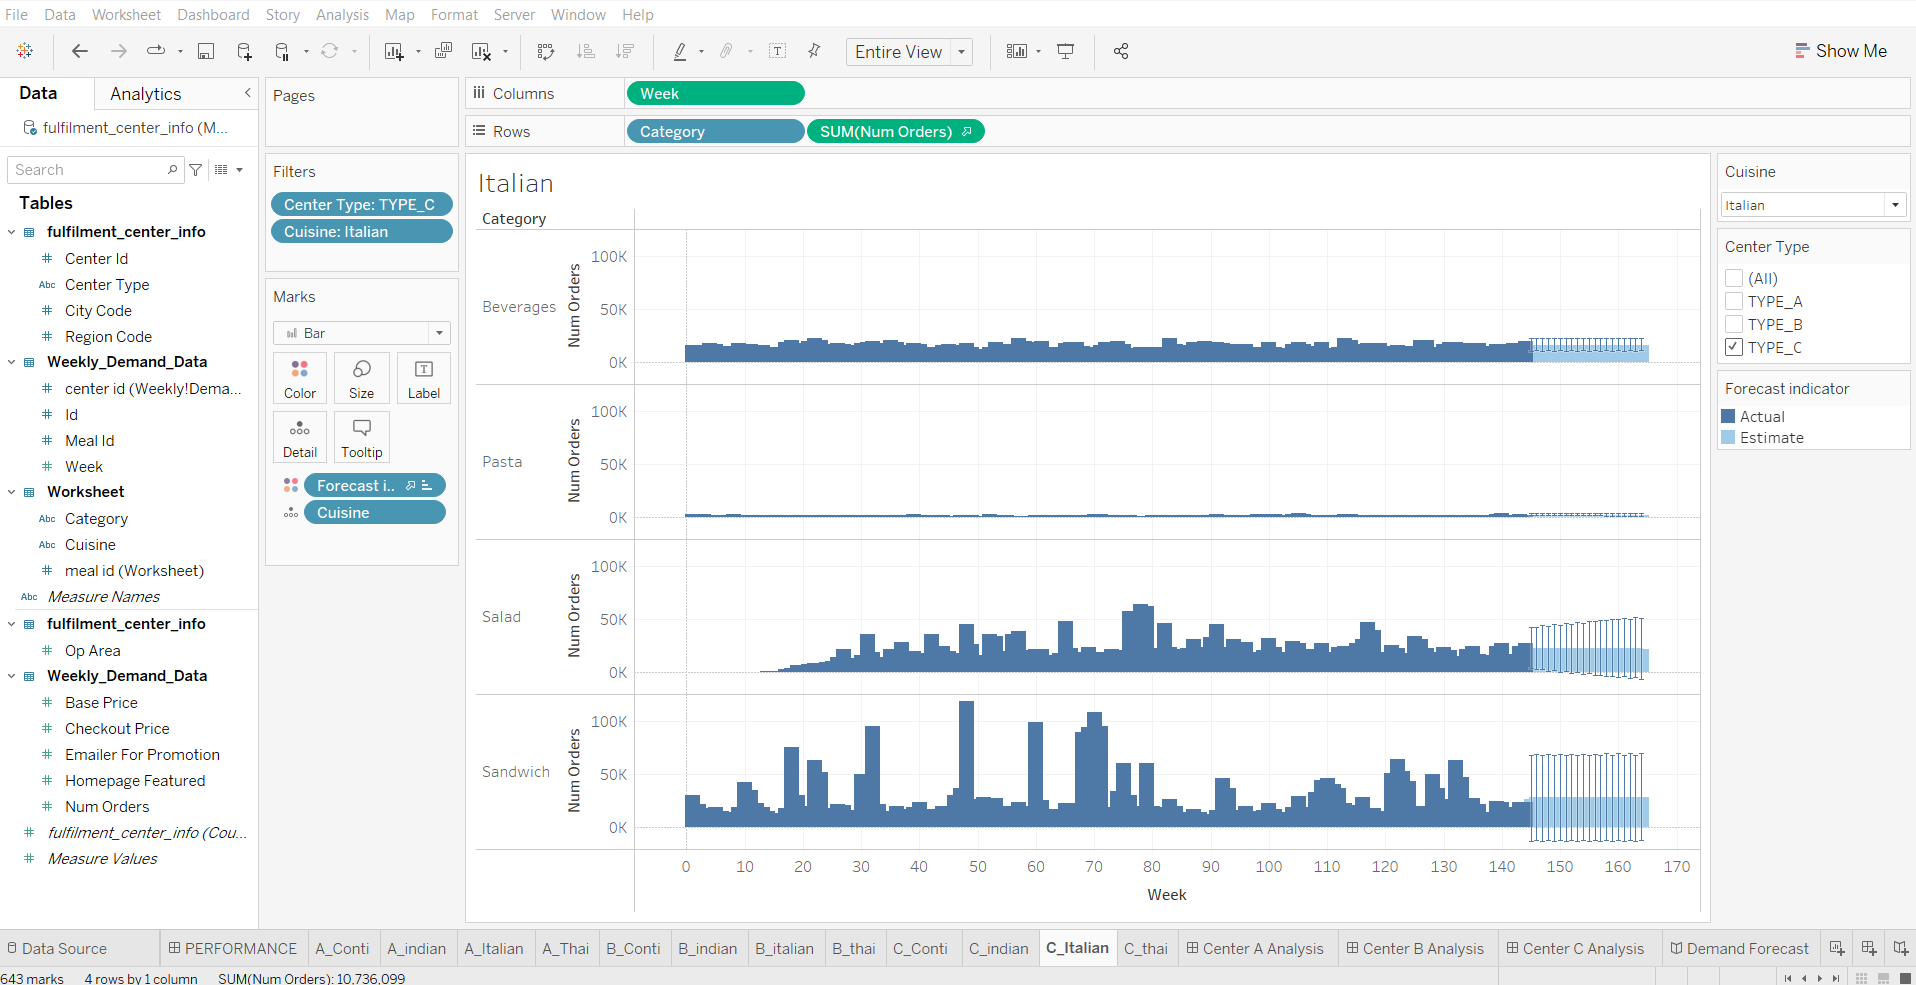 File Data Worksheet Dashboard Story Analysis Map Format Server Window Help
Entire View
Show Me
Data Analytics
fulfilment_center_info (M...
Search
Tables
fulfilment_center_info
Center Id
Abc Center Type
City Code
Region Code
Weekly_Demand_Data
center id (Weekly!Dema...
Id
Meal Id
Week
Worksheet
Abc Category
Abc Cuisine
meal id (Worksheet)
Abc Measure Names
fulfilment_center_info
Op Area
Weekly_Demand_Data
Base Price
Checkout Price
Emailer For Promotion
Homepage Featured
Num Orders
fulfilment_center_info (Cou...
Measure Values
Pages
Filters
Center Type: TYPE_C
Cuisine: Italian
Marks
Bar
Color Size Label
Detail Tooltip
Forecast i..
Cuisine
Columns Week
Rows Category SUM(Num Orders)
Italian
Category
Beverages
Num Orders
100K
50K
0K
Pasta
Num Orders
100K
50K
0K
Salad
Num Orders
100K
50K
0K
Sandwich
Num Orders
100K
50K
0K
0 10 20 30 40 50 60 70 80 90 100 110 120 130 140 150 160 170
Week
Cuisine
Italian
Center Type
(All)
TYPE_A
TYPE_B
TYPE_C
Forecast indicator
Actual
Estimate
Data Source PERFORMANCE A_Conti A_indian A_Italian A_Thai B_Conti B_indian B_italian B_thai C_Conti C_indian C_Italian C_thai Center A Analysis Center B Analysis Center C Analysis Demand Forecast
643 marks 4 rows by 1 column SUM(Num Orders): 10,736,099